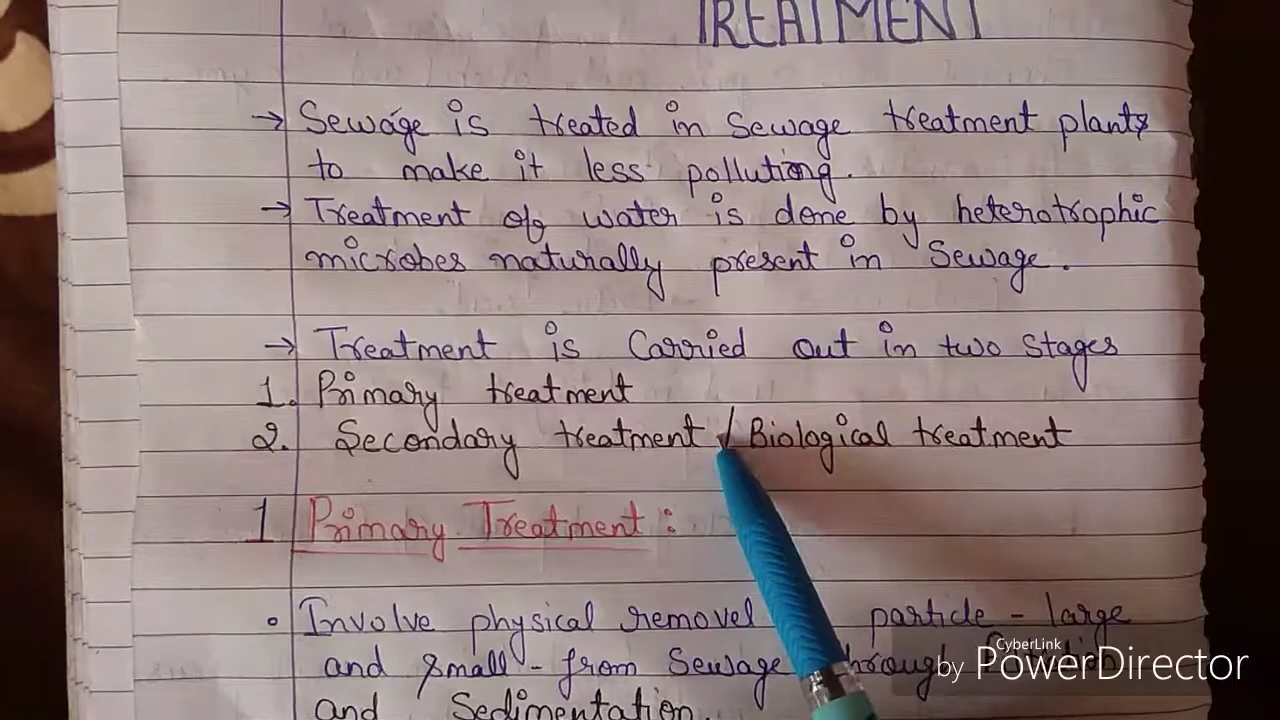 TREATMENT
→ Sewage is treated in Sewage treatment plants
to make it less polluting.
→ Treatment of water is done by heterotrophic
microbes naturally present in Sewage.
→ Treatment is Carried out in two stages
1. Primary treatment
2. Secondary treatment / Biological treatment
1 Primary Treatment :
• Involve physical removel particle - large
and small - from Sewage through
and Sedimentation.
CyberLink
by PowerDirector